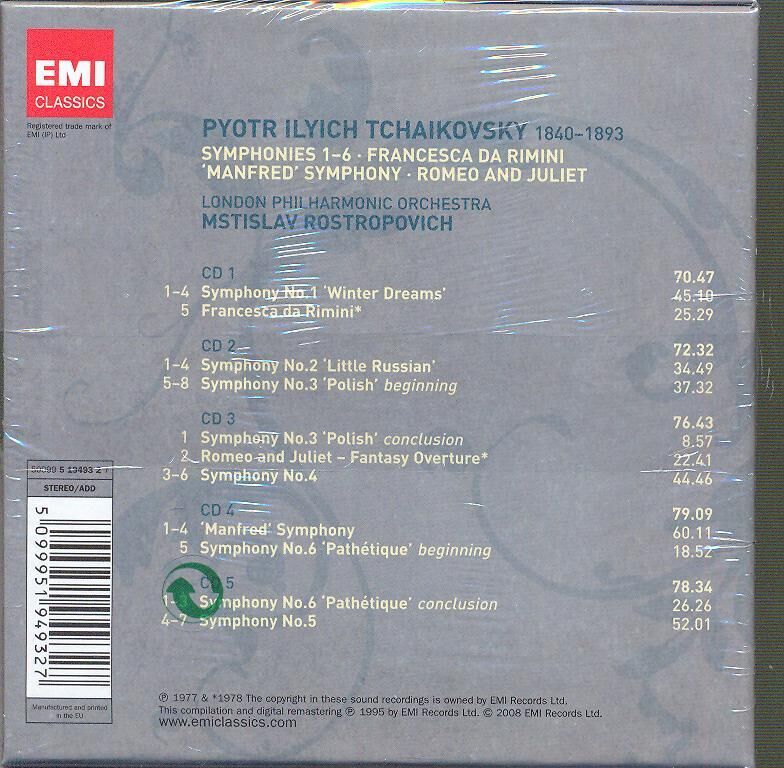 EMI
CLASSICS
Registered trade mark of
EMI (IP) Ltd
PYOTR ILYICH TCHAIKOVSKY 1840–1893
SYMPHONIES 1–6 · FRANCESCA DA RIMINI
‘MANFRED’ SYMPHONY · ROMEO AND JULIET
LONDON PHILHARMONIC ORCHESTRA
MSTISLAV ROSTROPOVICH
CD 1 70.47
1–4 Symphony No.1 ‘Winter Dreams’ 45.10
5 Francesca da Rimini* 25.29
CD 2 72.32
1–4 Symphony No.2 ‘Little Russian’ 34.49
5–8 Symphony No.3 ‘Polish’ beginning 37.32
CD 3 76.43
1 Symphony No.3 ‘Polish’ conclusion 8.57
2 Romeo and Juliet – Fantasy Overture* 22.41
3–6 Symphony No.4 44.46
CD 4 79.09
1–4 ‘Manfred’ Symphony 60.11
5 Symphony No.6 ‘Pathétique’ beginning 18.52
CD 5 78.34
1–3 Symphony No.6 ‘Pathétique’ conclusion 26.26
4–7 Symphony No.5 52.01
STEREO/ADD
5 099951 949327
Manufactured and printed
in the EU
℗ 1977 & *1978 The copyright in these sound recordings is owned by EMI Records Ltd.
This compilation and digital remastering ℗ 1995 by EMI Records Ltd. © 2008 EMI Records Ltd.
www.emiclassics.com